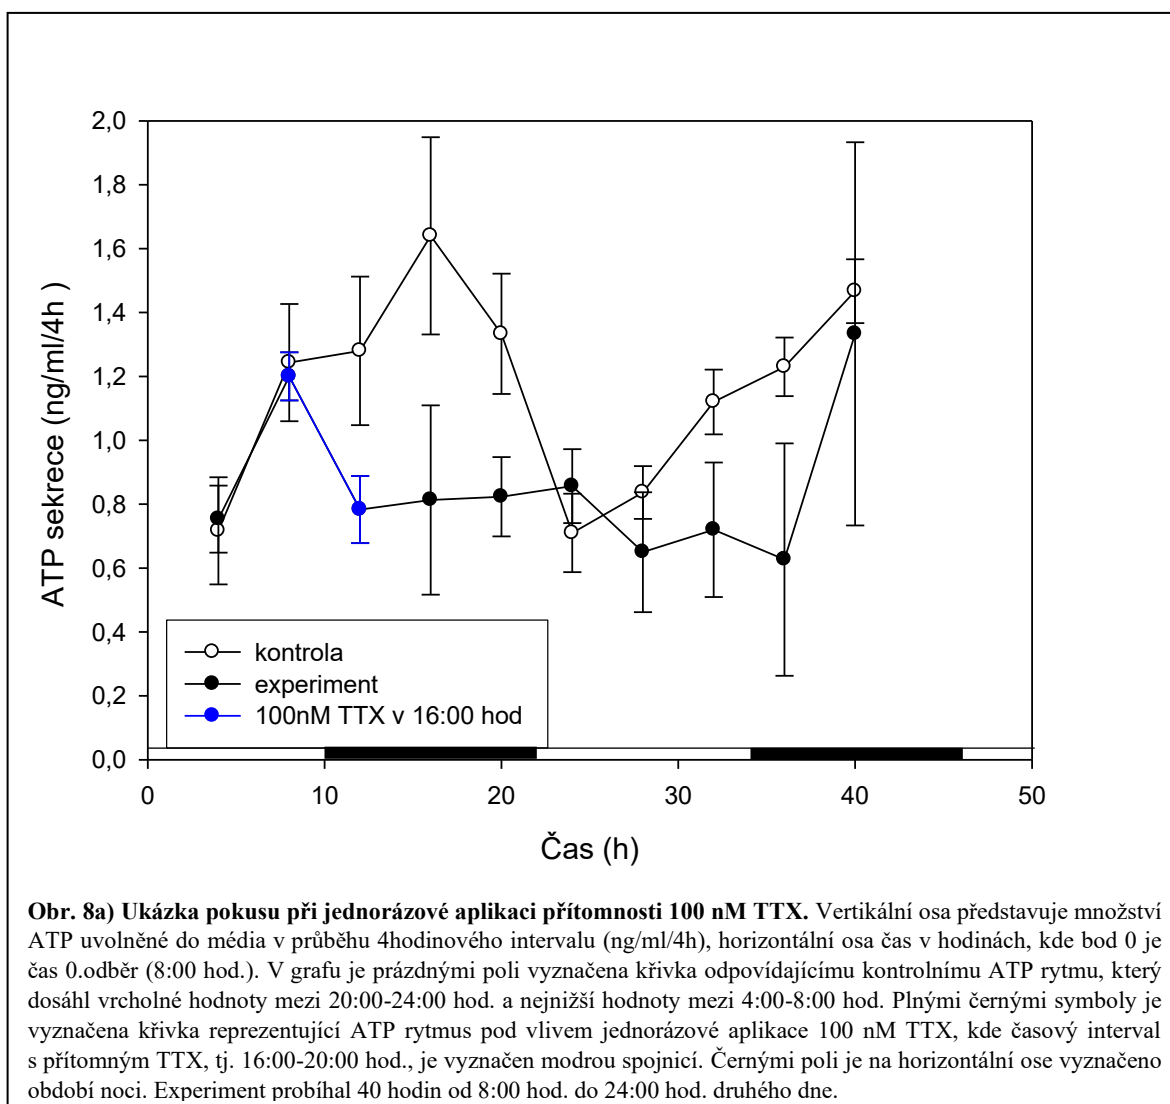 2,0
1,8
1,6
1,4
1,2
1,0
0,8
0,6
0,4
0,2
0,0
ATP sekrece (ng/ml/4h )
kontrola
experiment
100nM TTX v 16:00 hod
0 10 20 30 40 50
Čas (h)
Obr. 8a) Ukázka pokusu při jednorázové aplikaci přítomnosti 100 nM TTX. Vertikální osa představuje množství
ATP uvolněné do média v průběhu 4hodinového intervalu (ng/ml/4h), horizontální osa čas v hodinách, kde bod 0 je
čas 0.odběr (8:00 hod.). V grafu je prázdnými poli vyznačena křivka odpovídajícímu kontrolnímu ATP rytmu, který
dosáhl vrcholné hodnoty mezi 20:00-24:00 hod. a nejnižší hodnoty mezi 4:00-8:00 hod. Plnými černými symboly je
vyznačena křivka reprezentující ATP rytmus pod vlivem jednorázové aplikace 100 nM TTX, kde časový interval
s přítomným TTX, tj. 16:00-20:00 hod., je vyznačen modrou spojnicí. Černými poli je na horizontální ose vyznačeno
období noci. Experiment probíhal 40 hodin od 8:00 hod. do 24:00 hod. druhého dne.